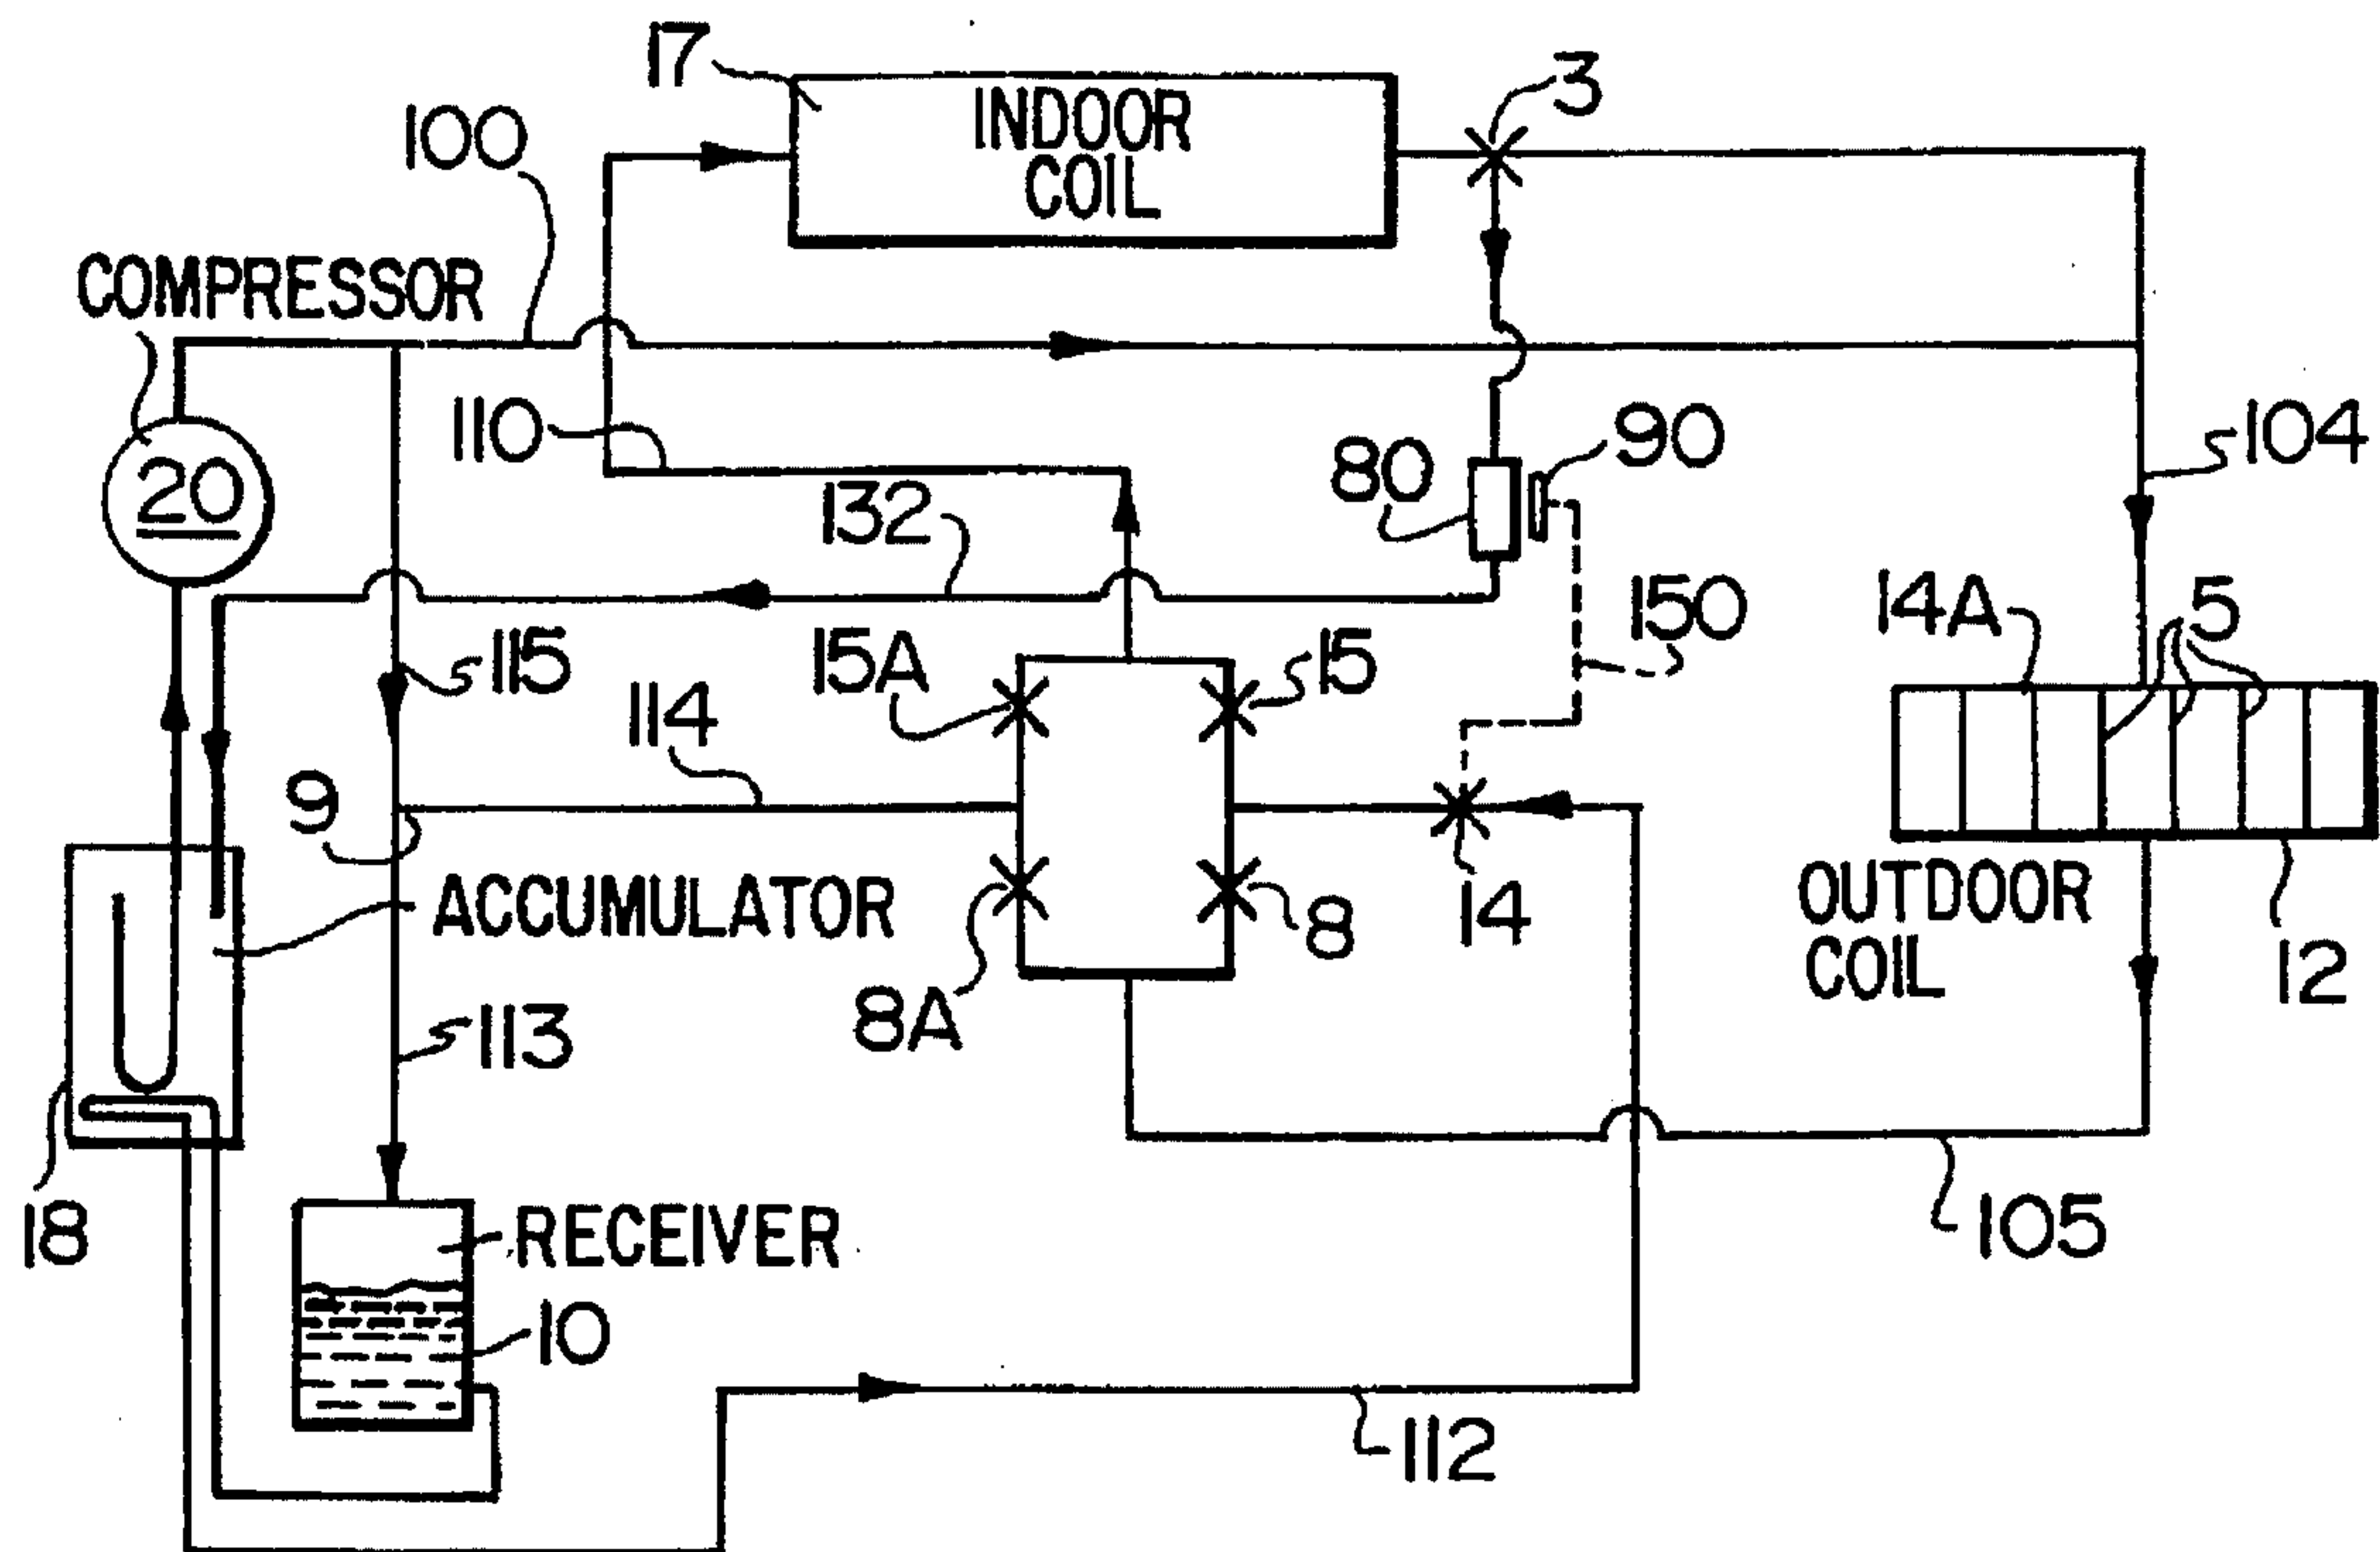 17
INDOOR
COIL
3
100
COMPRESSOR
20
110
132
80
90
104
115
15A
15
150
14A
5
114
9
ACCUMULATOR
8A
8
14
OUTDOOR
COIL
12
113
18
RECEIVER
10
105
112